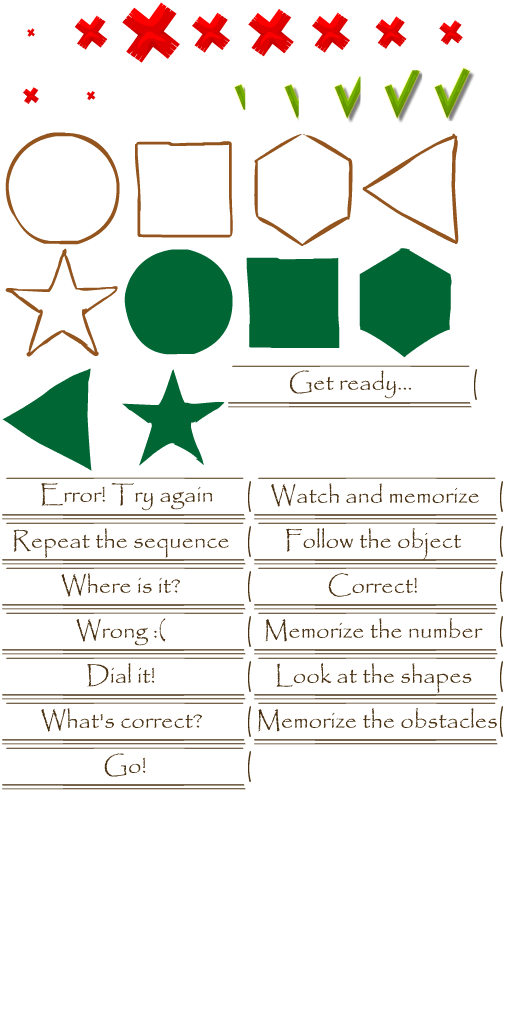 Get ready...
Error! Try again
Watch and memorize
Repeat the sequence
Follow the object
Where is it?
Correct!
Wrong :(
Memorize the number
Dial it!
Look at the shapes
What's correct?
Memorize the obstacles
Go!